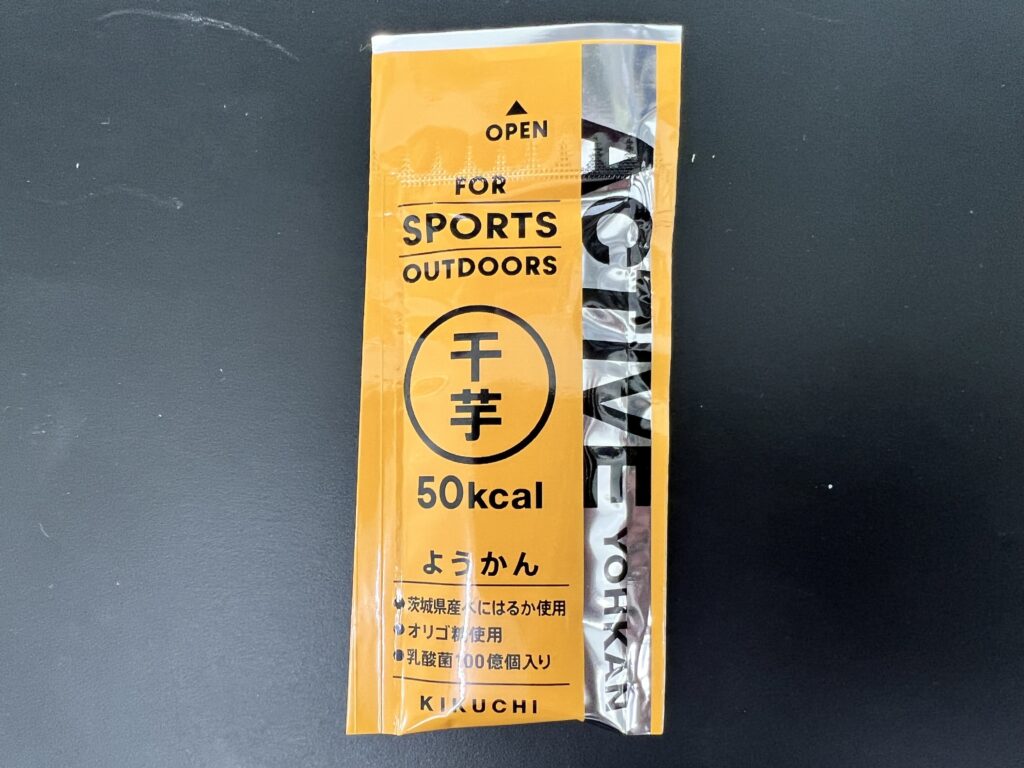 OPEN
FOR
SPORTS
OUTDOORS
干
芋
50kcal
ようかん
●茨城県産べにはるか使用
●オリゴ糖使用
●乳酸菌100億個入り
KIKUCHI
ACTIVE YORKAN